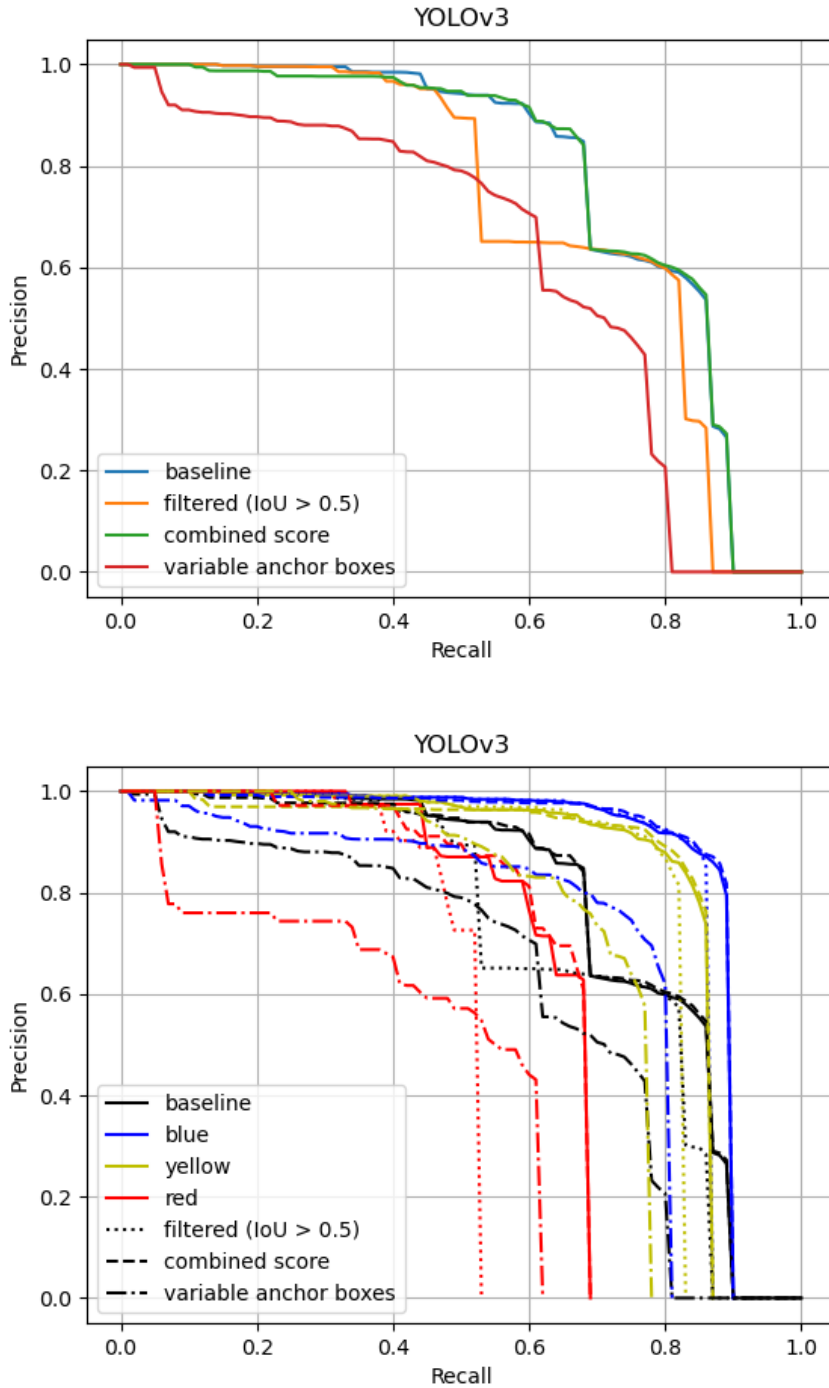 YOLOv3
1.0
0.8
0.6
0.4
0.2
0.0
Precision
baseline
filtered (IoU > 0.5)
combined score
variable anchor boxes
0.0 0.2 0.4 0.6 0.8 1.0
Recall
YOLOv3
1.0
0.8
0.6
0.4
0.2
0.0
Precision
baseline
blue
yellow
red
filtered (IoU > 0.5)
combined score
variable anchor boxes
0.0 0.2 0.4 0.6 0.8 1.0
Recall